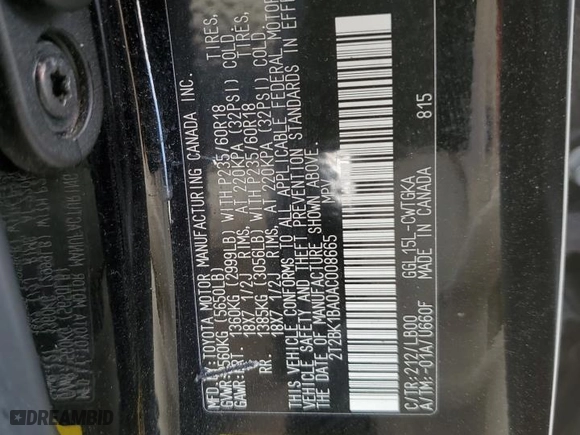 MFD. BY: TOYOTA MOTOR MANUFACTURING CANADA INC.
GVWR: 2560KG (5650LB)
GAWR: FRT. 1360KG (2999LB) WITH P235/60R18 TIRES,
18X7 1/2J RIMS, AT 220KPA (32PSI) COLD.
RR. 1385KG (3056LB) WITH P235/60R18 TIRES,
18X7 1/2J RIMS, AT 220KPA (32PSI) COLD.
THIS VEHICLE CONFORMS TO ALL APPLICABLE FEDERAL MOTOR
VEHICLE SAFETY AND THEFT PREVENTION STANDARDS IN EFFECT
ON THE DATE OF MANUFACTURE SHOWN ABOVE.
2T2BK1BA0AC008665 MPV
C/TR: 212/LB00 GGL15L-CWTGKA
A/TM: -01A/U660F MADE IN CANADA 815
DREAMBID